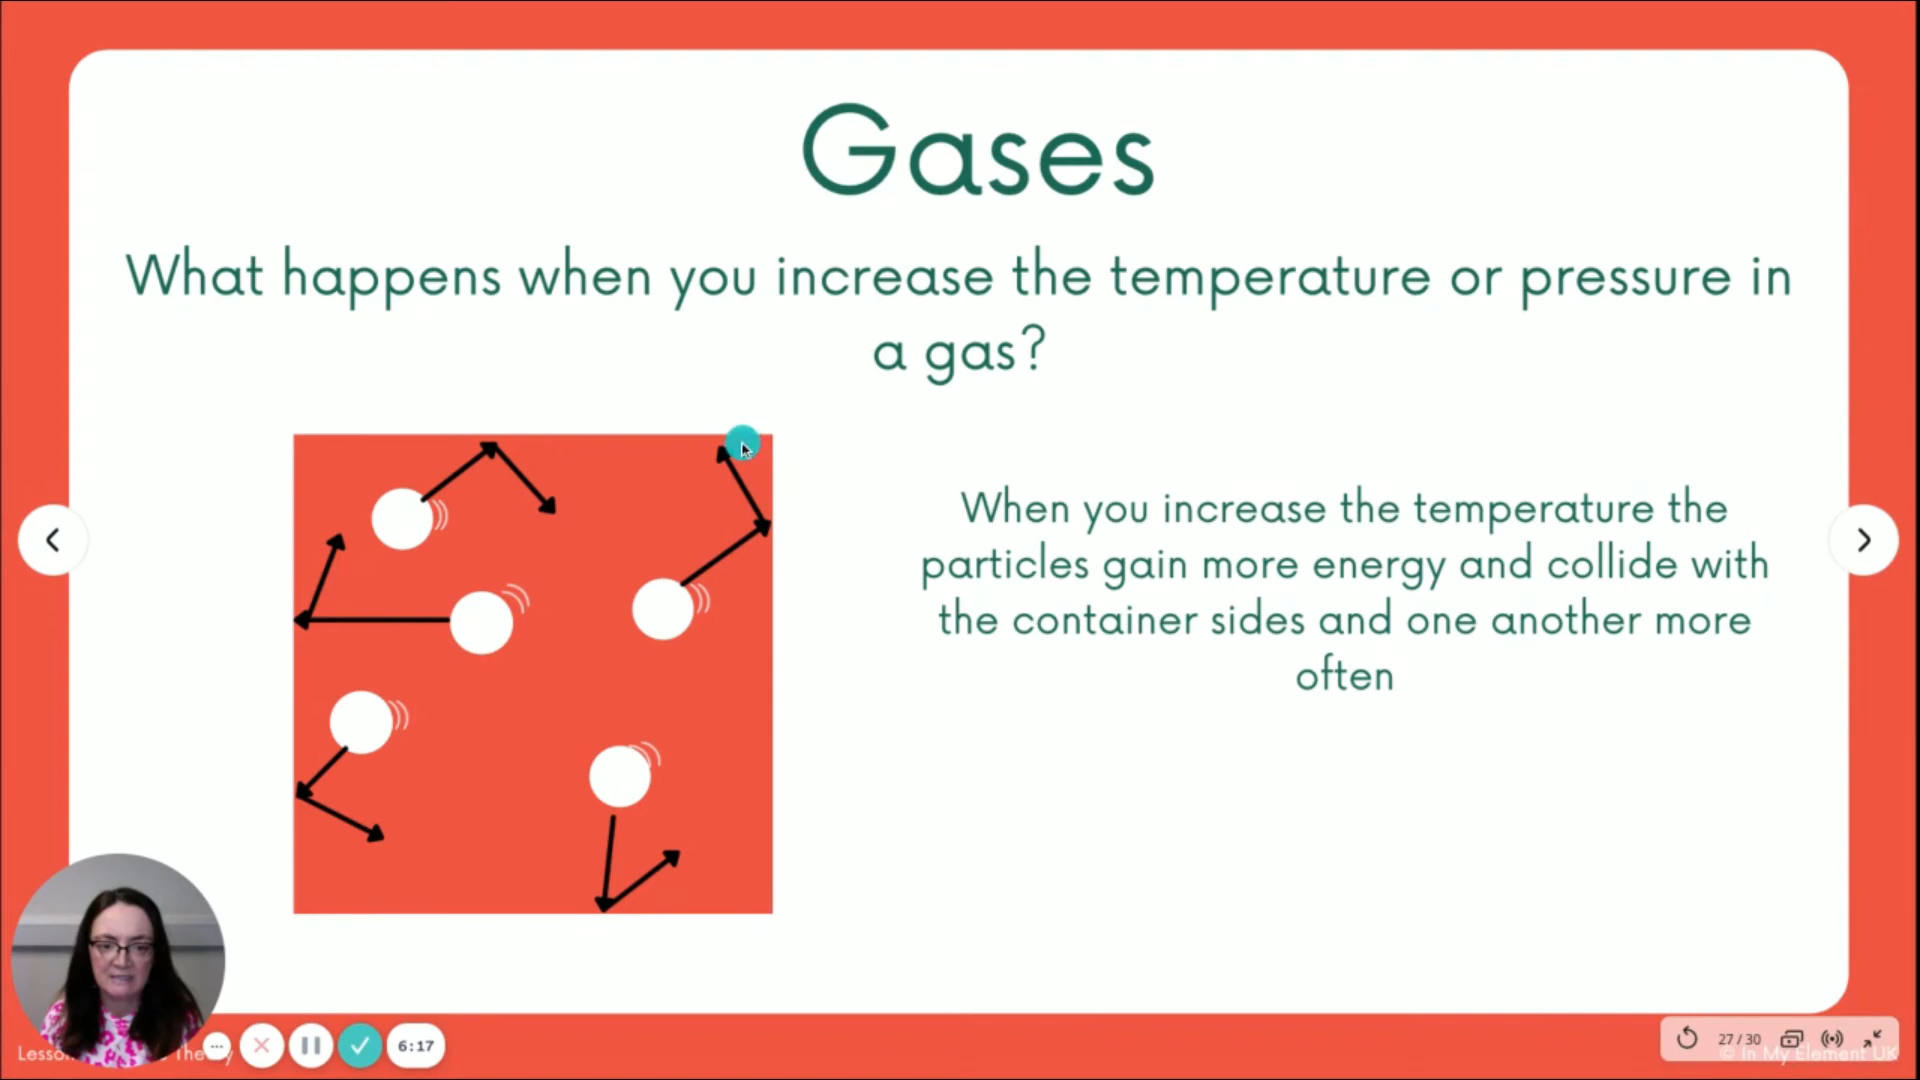 Gases
What happens when you increase the temperature or pressure in
a gas?
When you increase the temperature the
particles gain more energy and collide with
the container sides and one another more
often
6:17
27/30
© In My Element UK